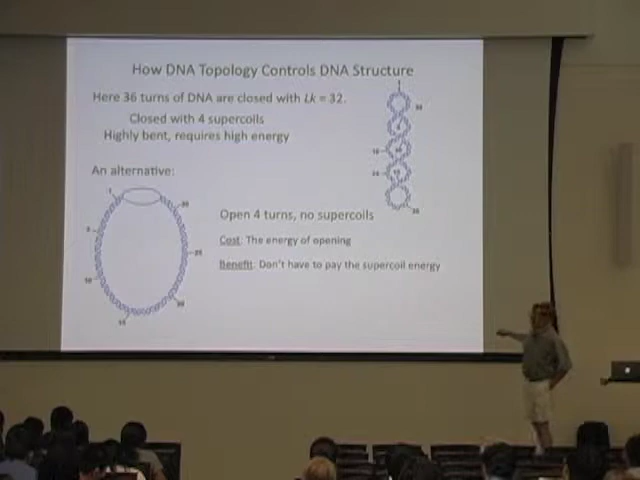 How DNA Topology Controls DNA Structure
Here 36 turns of DNA are closed with Lk = 32.
Closed with 4 supercoils
Highly bent, requires high energy
An alternative:
Open 4 turns, no supercoils
Cost: The energy of opening
Benefit: Don't have to pay the supercoil energy